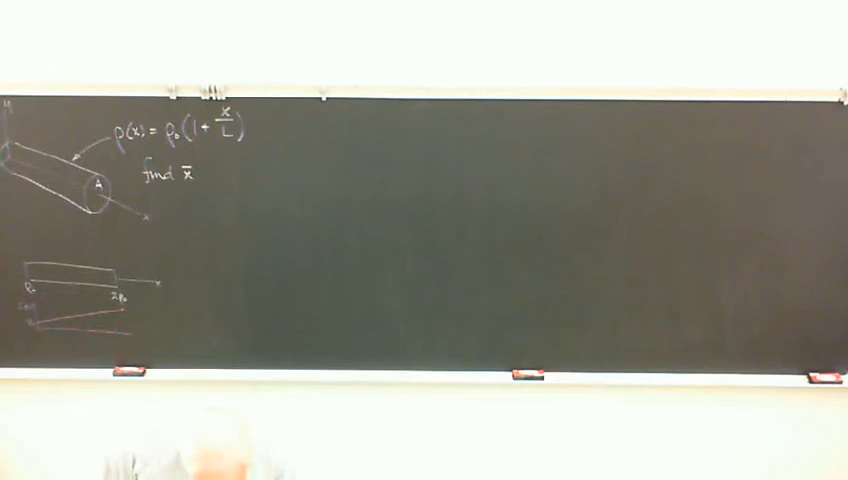 y
ρ(x) = ρ₀(1 + x/L)
A
find x̄
x
x
ρ₀
2ρ₀